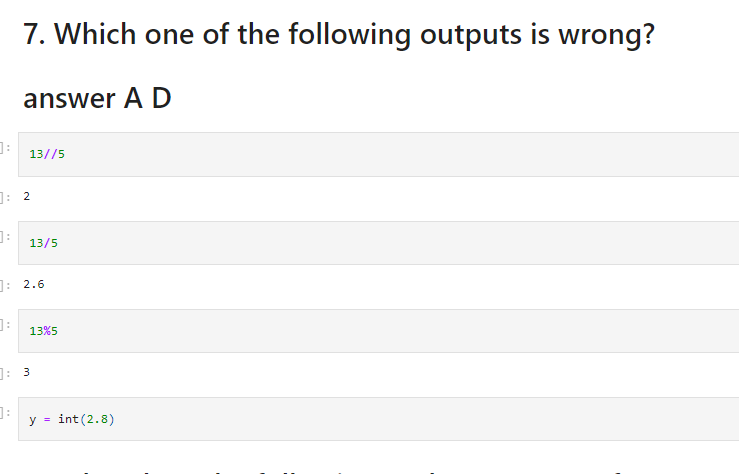 7. Which one of the following outputs is wrong?
answer A D
]: 13//5
]: 2
]: 13/5
]: 2.6
]: 13%5
]: 3
]: y = int(2.8)